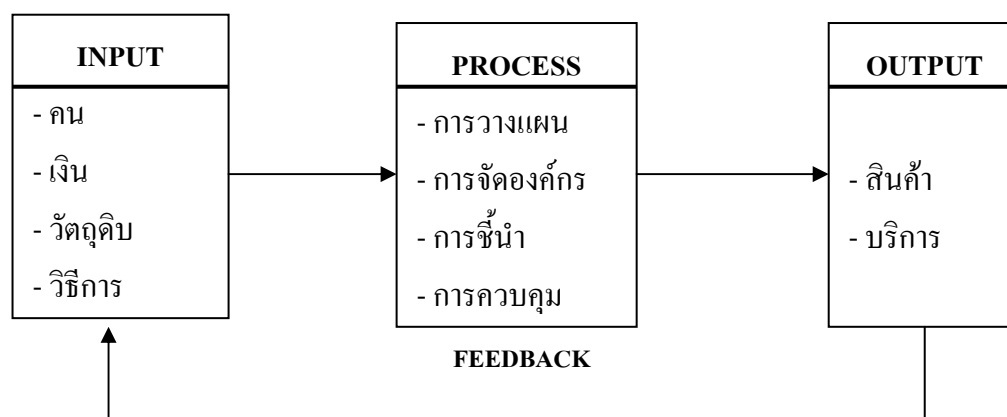 INPUT
- คน
- เงิน
- วัตถุดิบ
- วิธีการ
PROCESS
- การวางแผน
- การจัดองค์กร
- การชี้นำ
- การควบคุม
OUTPUT
- สินค้า
- บริการ
FEEDBACK